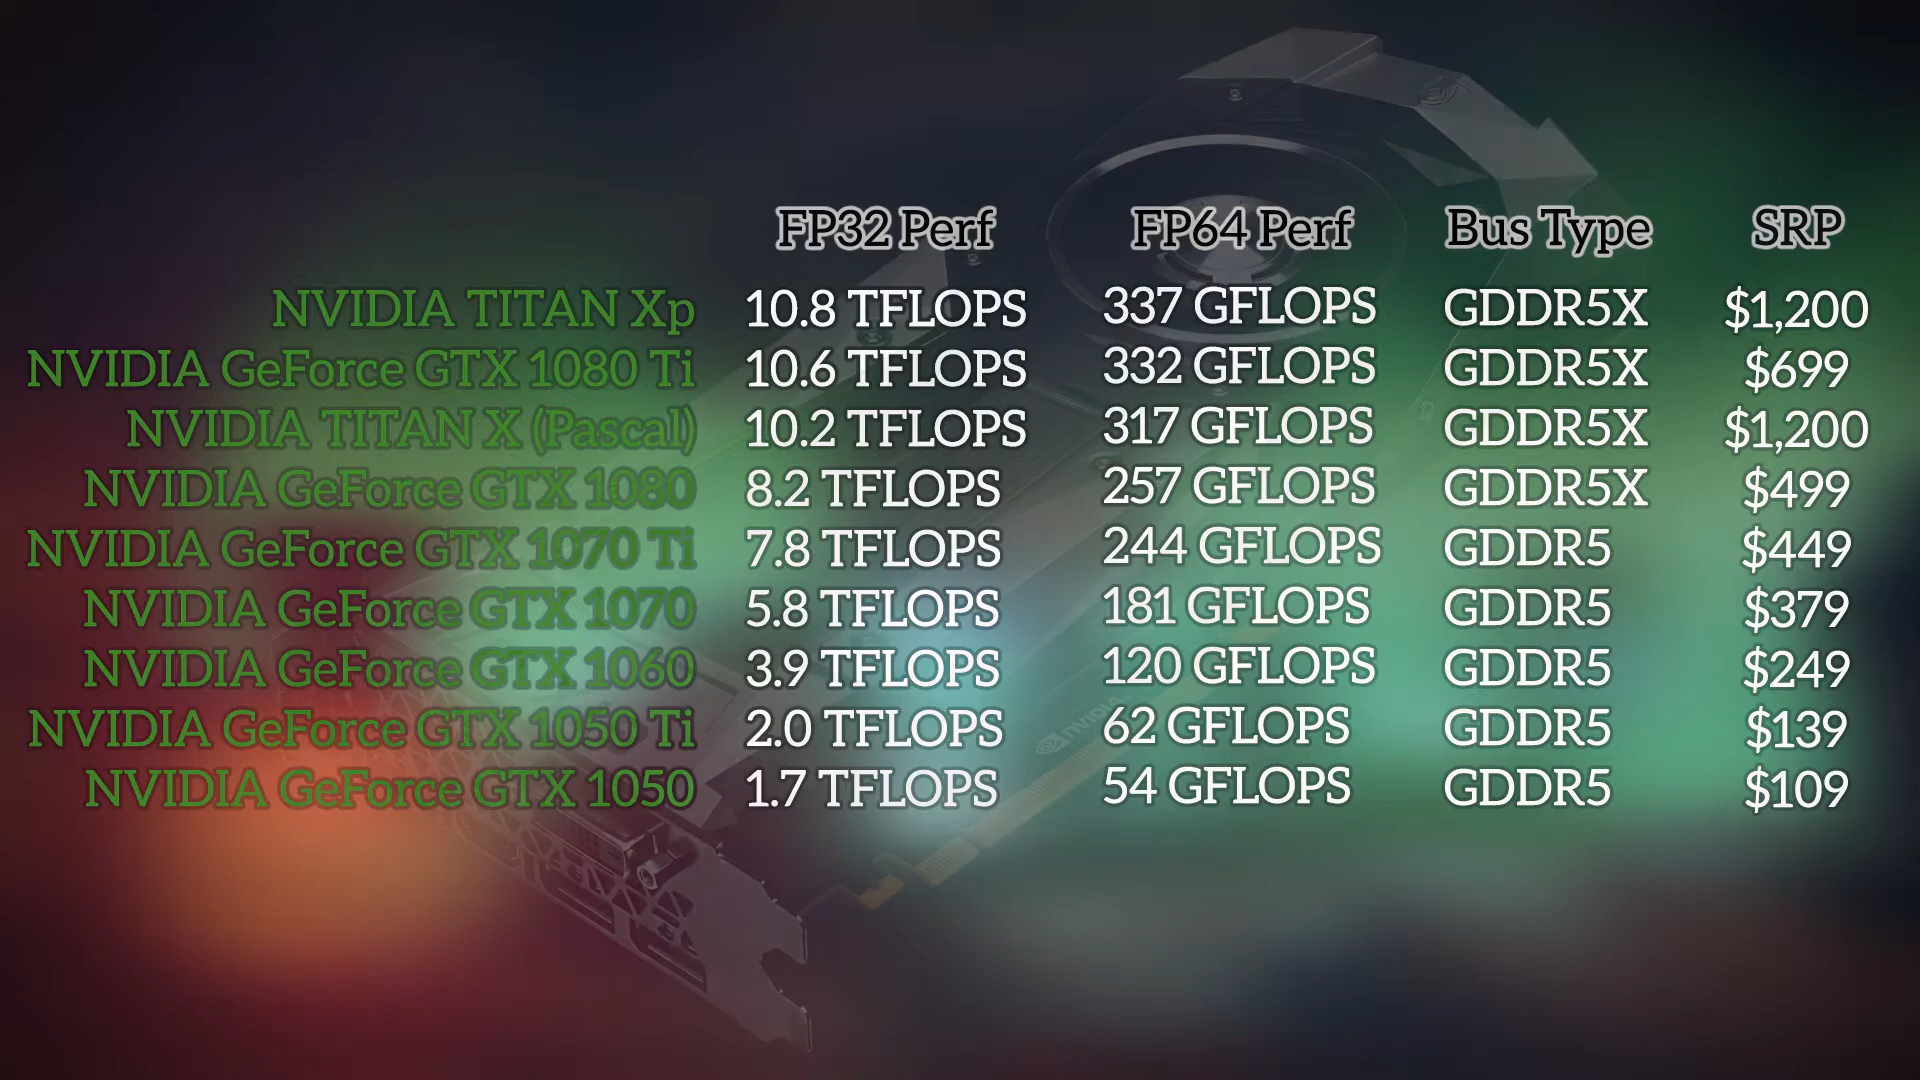 FP32 Perf FP64 Perf Bus Type SRP
NVIDIA TITAN Xp 10.8 TFLOPS 337 GFLOPS GDDR5X $1,200
NVIDIA GeForce GTX 1080 Ti 10.6 TFLOPS 332 GFLOPS GDDR5X $699
NVIDIA TITAN X (Pascal) 10.2 TFLOPS 317 GFLOPS GDDR5X $1,200
NVIDIA GeForce GTX 1080 8.2 TFLOPS 257 GFLOPS GDDR5X $499
NVIDIA GeForce GTX 1070 Ti 7.8 TFLOPS 244 GFLOPS GDDR5 $449
NVIDIA GeForce GTX 1070 5.8 TFLOPS 181 GFLOPS GDDR5 $379
NVIDIA GeForce GTX 1060 3.9 TFLOPS 120 GFLOPS GDDR5 $249
NVIDIA GeForce GTX 1050 Ti 2.0 TFLOPS 62 GFLOPS GDDR5 $139
NVIDIA GeForce GTX 1050 1.7 TFLOPS 54 GFLOPS GDDR5 $109
NVIDIA